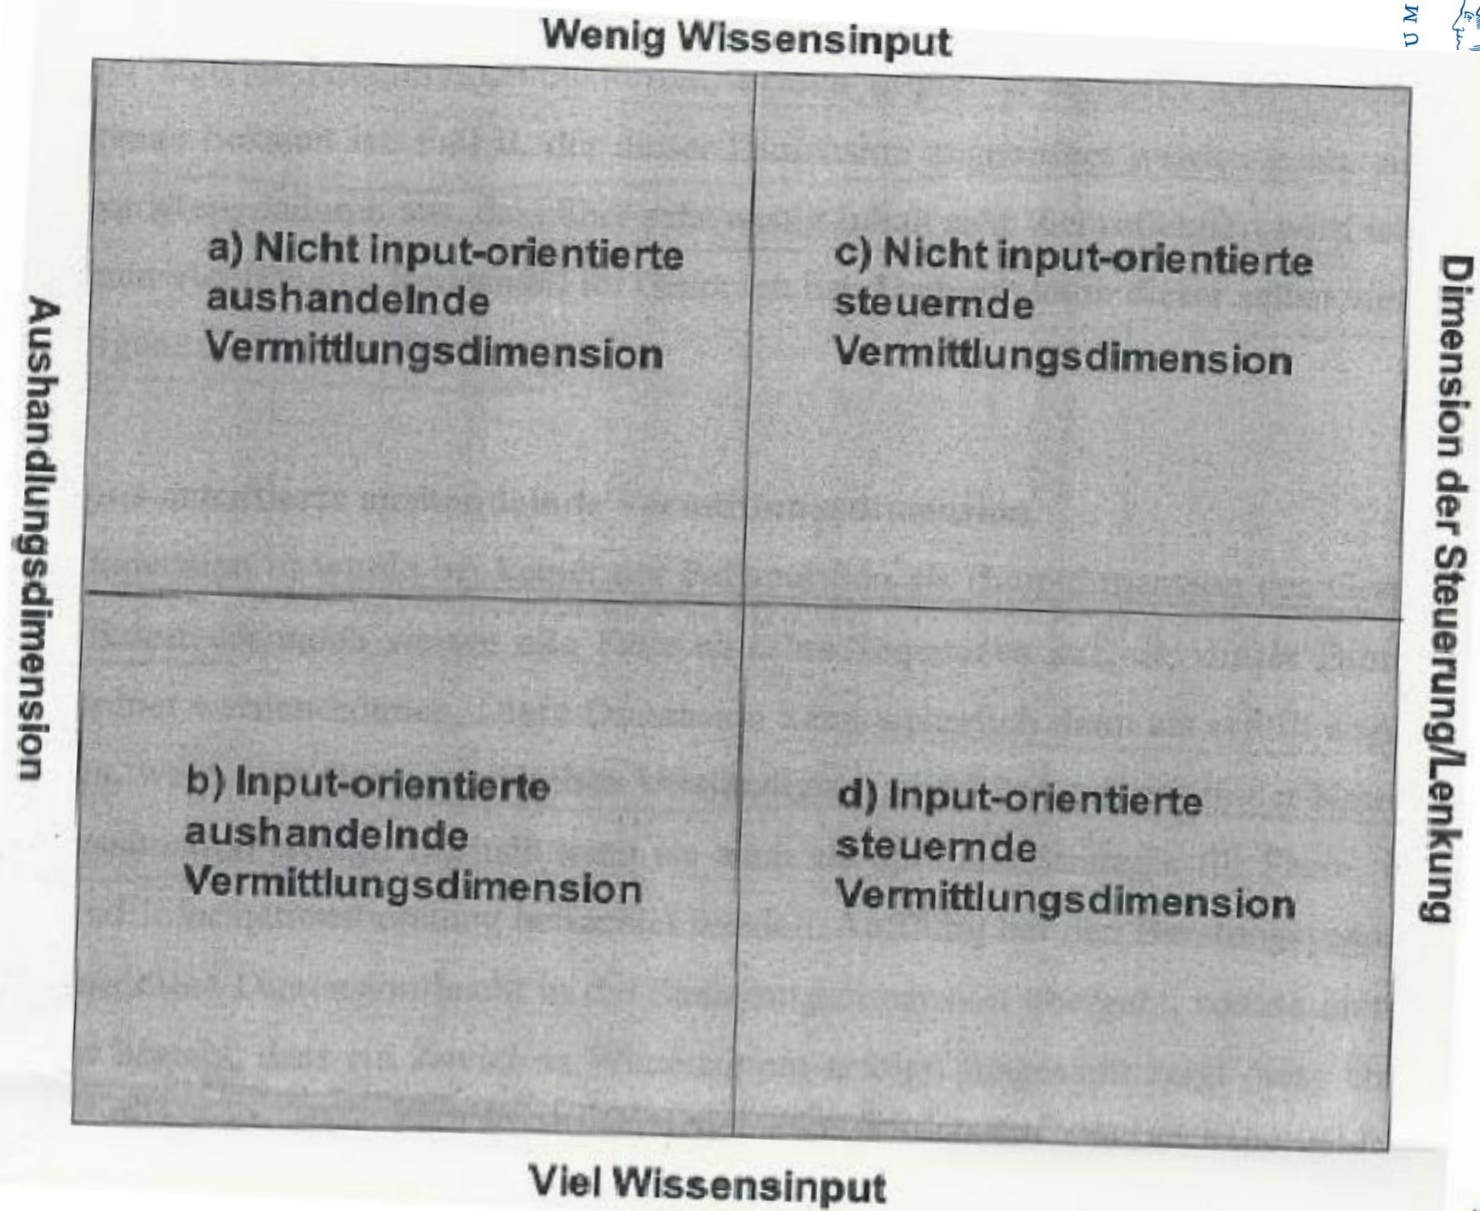 Wenig Wissensinput
a) Nicht input-orientierte
aushandelnde
Vermittlungsdimension
c) Nicht input-orientierte
steuernde
Vermittlungsdimension
Aushandlungsdimension
Dimension der Steuerung/Lenkung
b) Input-orientierte
aushandelnde
Vermittlungsdimension
d) Input-orientierte
steuernde
Vermittlungsdimension
Viel Wissensinput